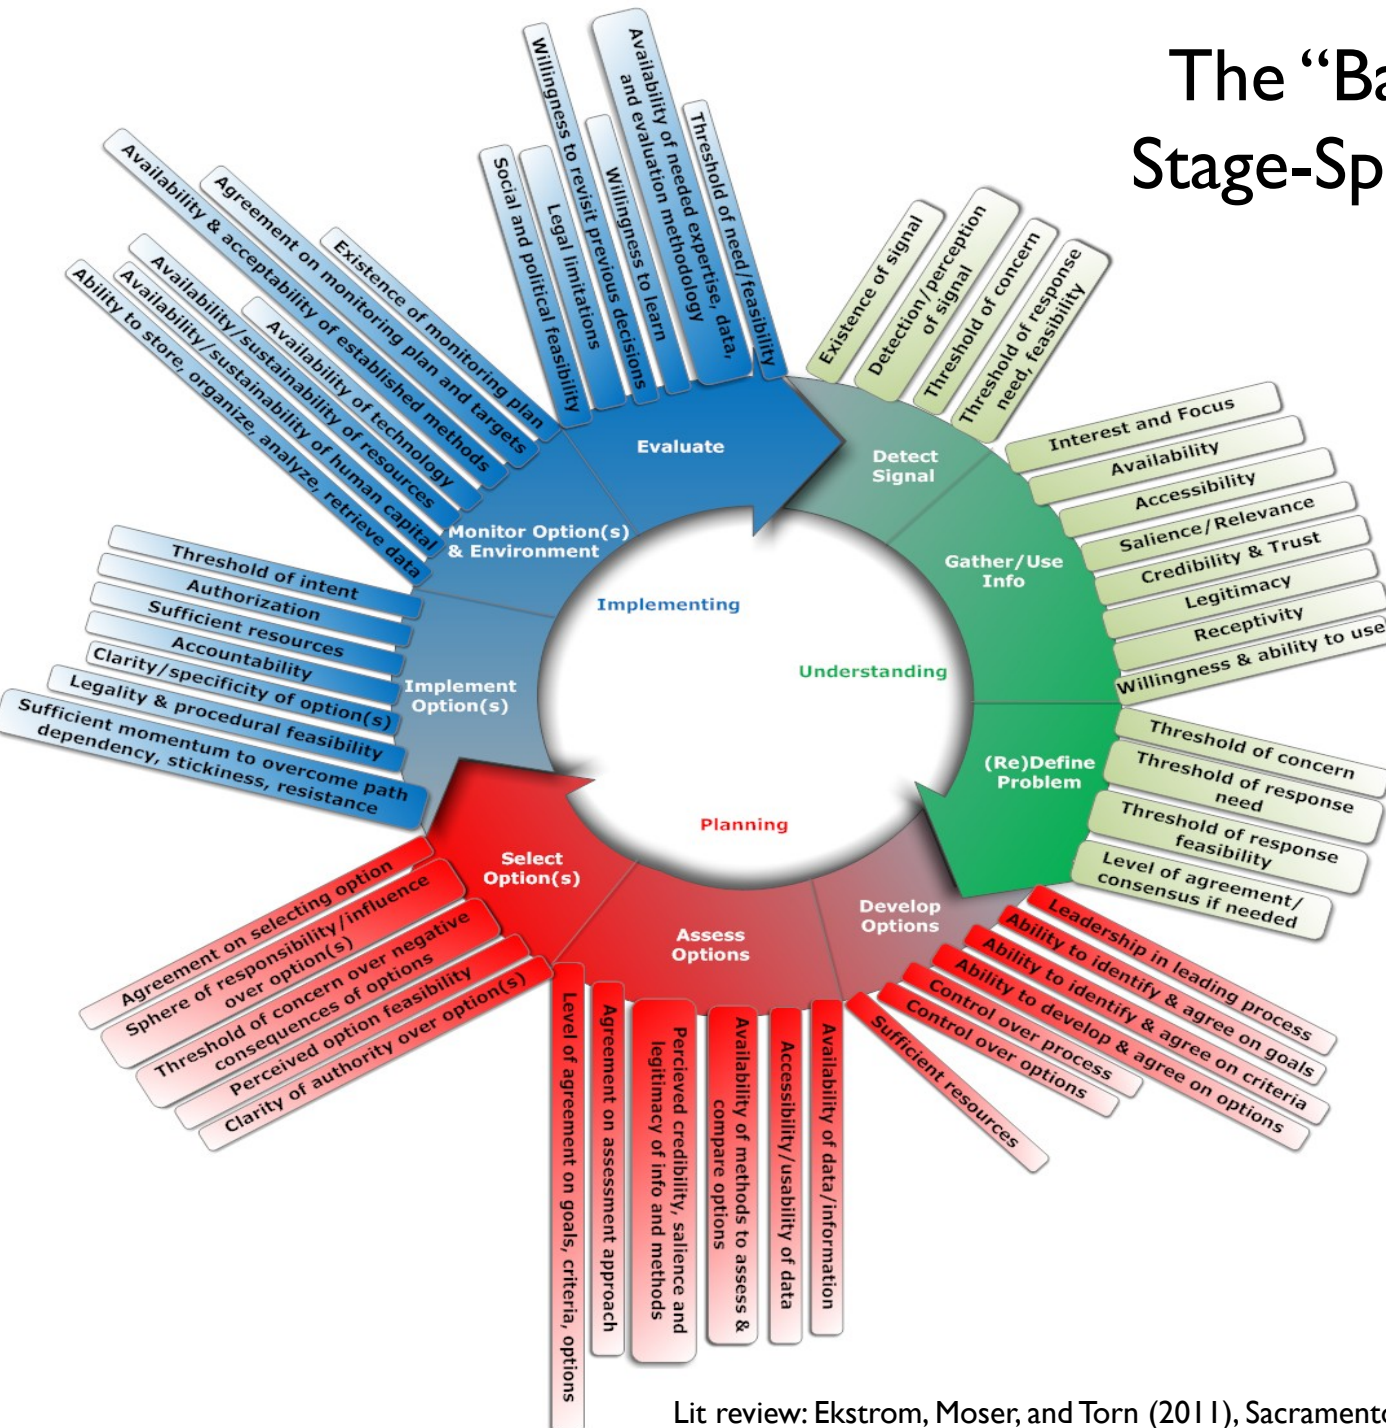 The “Ba
Stage-Sp
Threshold of need/feasibility
Availability of needed expertise, data,
and evaluation methodology
Willingness to learn
Willingness to revisit previous decisions
Legal limitations
Social and political feasibility
Existence of monitoring plan
Agreement on monitoring plan and targets
Availability & acceptability of established methods
Availability of technology
Availability/sustainability of resources
Availability/sustainability of human capital
Ability to store, organize, analyze, retrieve data
Threshold of intent
Authorization
Sufficient resources
Accountability
Clarity/specificity of option(s)
Legality & procedural feasibility
Sufficient momentum to overcome path
dependency, stickiness, resistance
Existence of signal
Detection/perception
of signal
Threshold of concern
Threshold of response
need, feasibility
Interest and Focus
Availability
Accessibility
Salience/Relevance
Credibility & Trust
Legitimacy
Receptivity
Willingness & ability to use
Threshold of concern
Threshold of response
need
Threshold of response
feasibility
Level of agreement/
consensus if needed
Evaluate
Detect
Signal
Monitor Option(s)
& Environment
Gather/Use
Info
Implementing
Understanding
Implement
Option(s)
(Re)Define
Problem
Planning
Select
Option(s)
Assess
Options
Develop
Options
Leadership in leading process
Ability to identify & agree on goals
Ability to identify & agree on criteria
Ability to develop & agree on options
Control over process
Control over options
Sufficient resources
Agreement on selecting option
Sphere of responsibility/influence
over option(s)
Threshold of concern over negative
consequences of options
Perceived option feasibility
Clarity of authority over option(s)
Availability of data/information
Accessibility/usability of data
Availability of methods to assess &
compare options
Percieved credibility, salience and
legitimacy of info and methods
Agreement on assessment approach
Level of agreement on goals, criteria, options
Lit review: Ekstrom, Moser, and Torn (2011), Sacramento